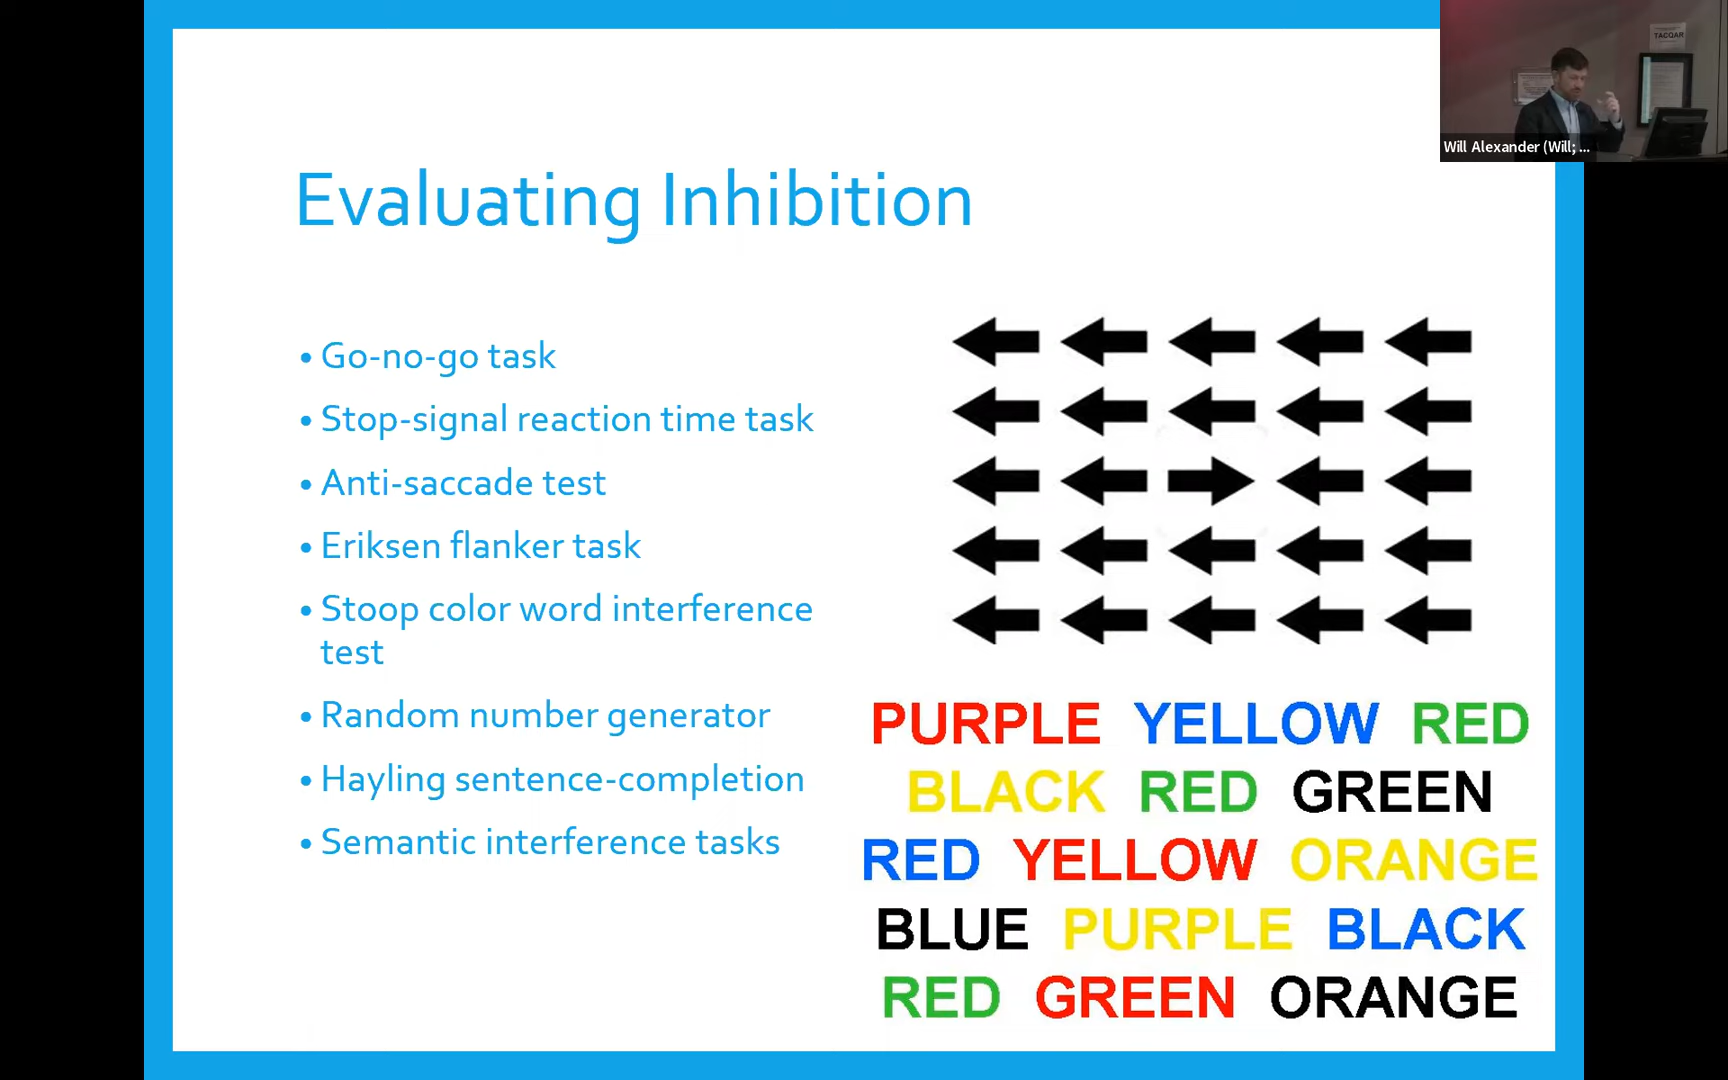 TACQAR
Will Alexander (Will; ...
Evaluating Inhibition
• Go-no-go task
• Stop-signal reaction time task
• Anti-saccade test
• Eriksen flanker task
• Stoop color word interference
test
• Random number generator
• Hayling sentence-completion
• Semantic interference tasks
PURPLE YELLOW RED
BLACK RED GREEN
RED YELLOW ORANGE
BLUE PURPLE BLACK
RED GREEN ORANGE